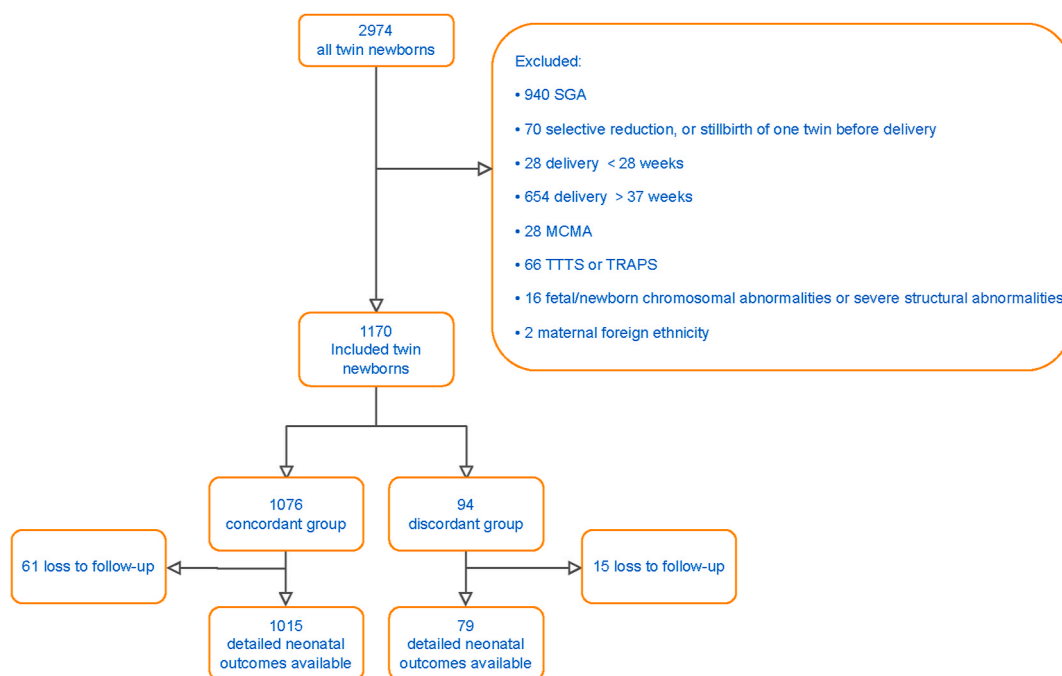 2974
all twin newborns
Excluded:
• 940 SGA
• 70 selective reduction, or stillbirth of one twin before delivery
• 28 delivery < 28 weeks
• 654 delivery > 37 weeks
• 28 MCMA
• 66 TTTS or TRAPS
• 16 fetal/newborn chromosomal abnormalities or severe structural abnormalities
• 2 maternal foreign ethnicity
1170
Included twin
newborns
1076
concordant group
94
discordant group
61 loss to follow-up
15 loss to follow-up
1015
detailed neonatal
outcomes available
79
detailed neonatal
outcomes available